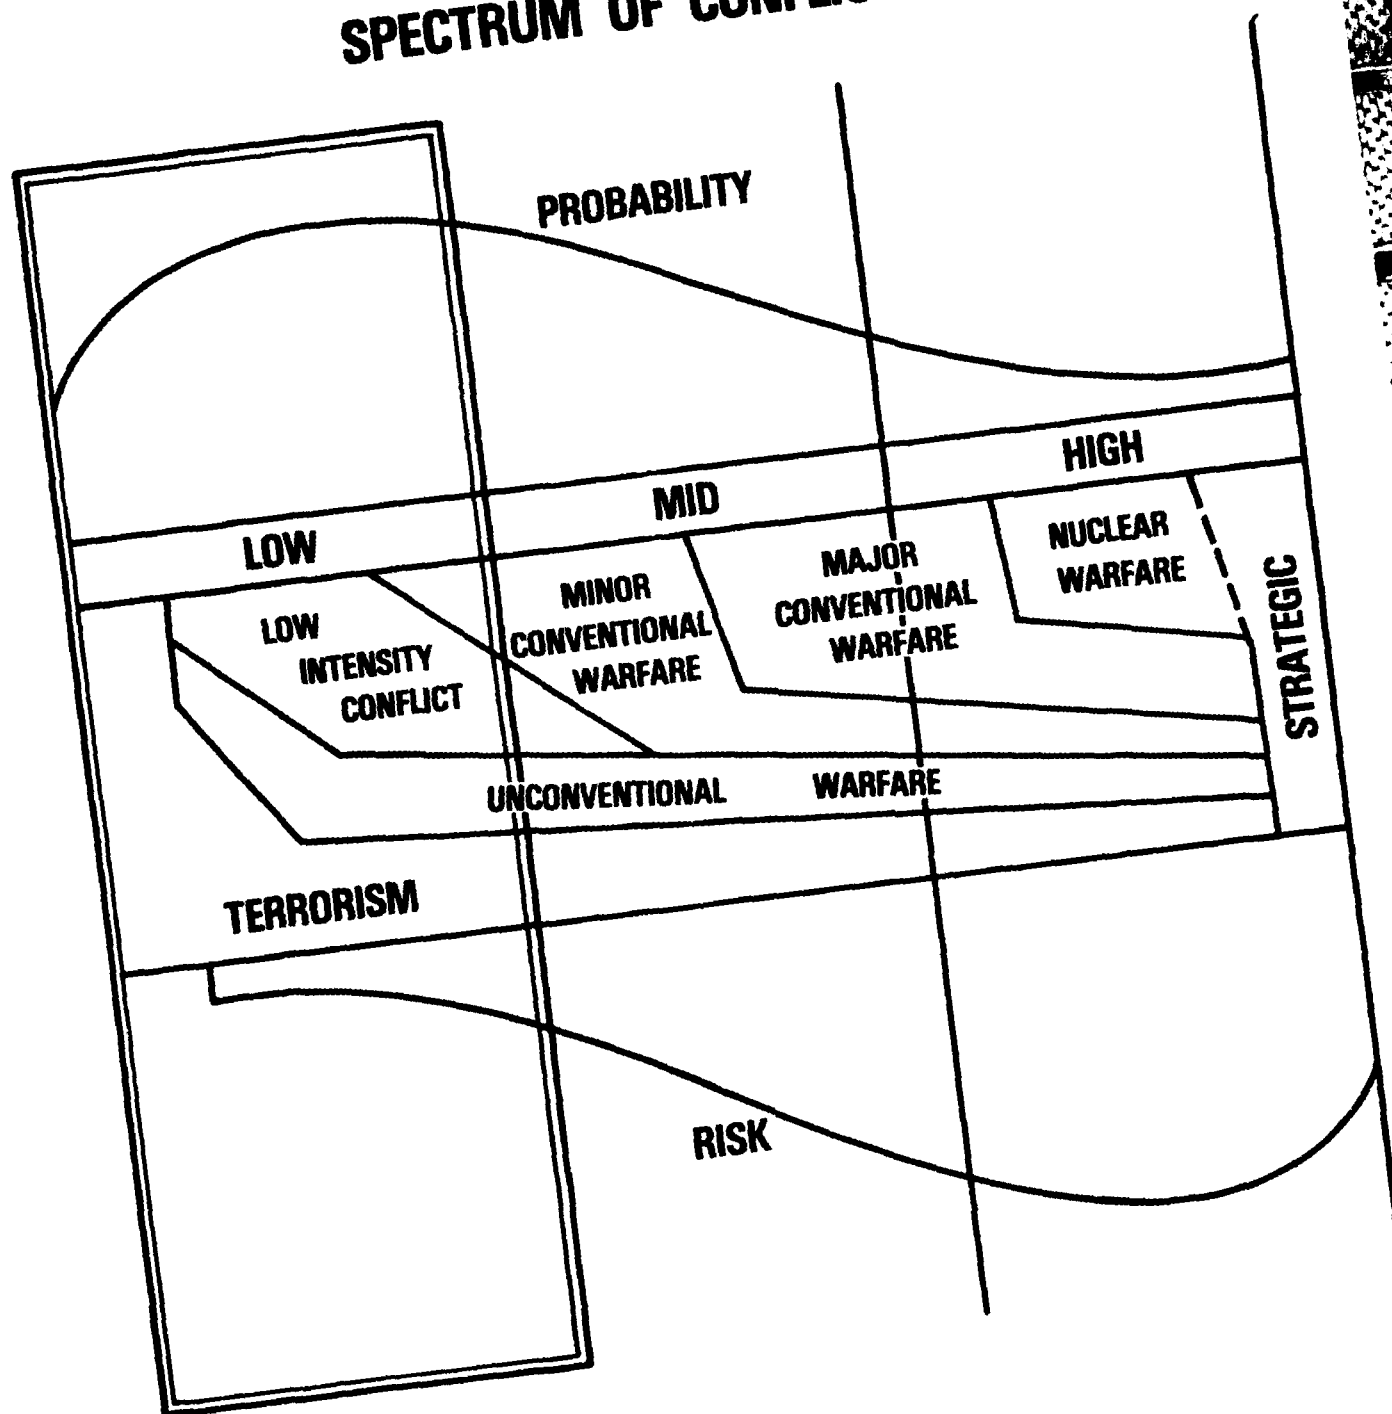 SPECTRUM OF
PROBABILITY
LOW
MID
HIGH
LOW
INTENSITY
CONFLICT
MINOR
CONVENTIONAL
WARFARE
MAJOR
CONVENTIONAL
WARFARE
NUCLEAR
WARFARE
STRATEGIC
UNCONVENTIONAL WARFARE
TERRORISM
RISK